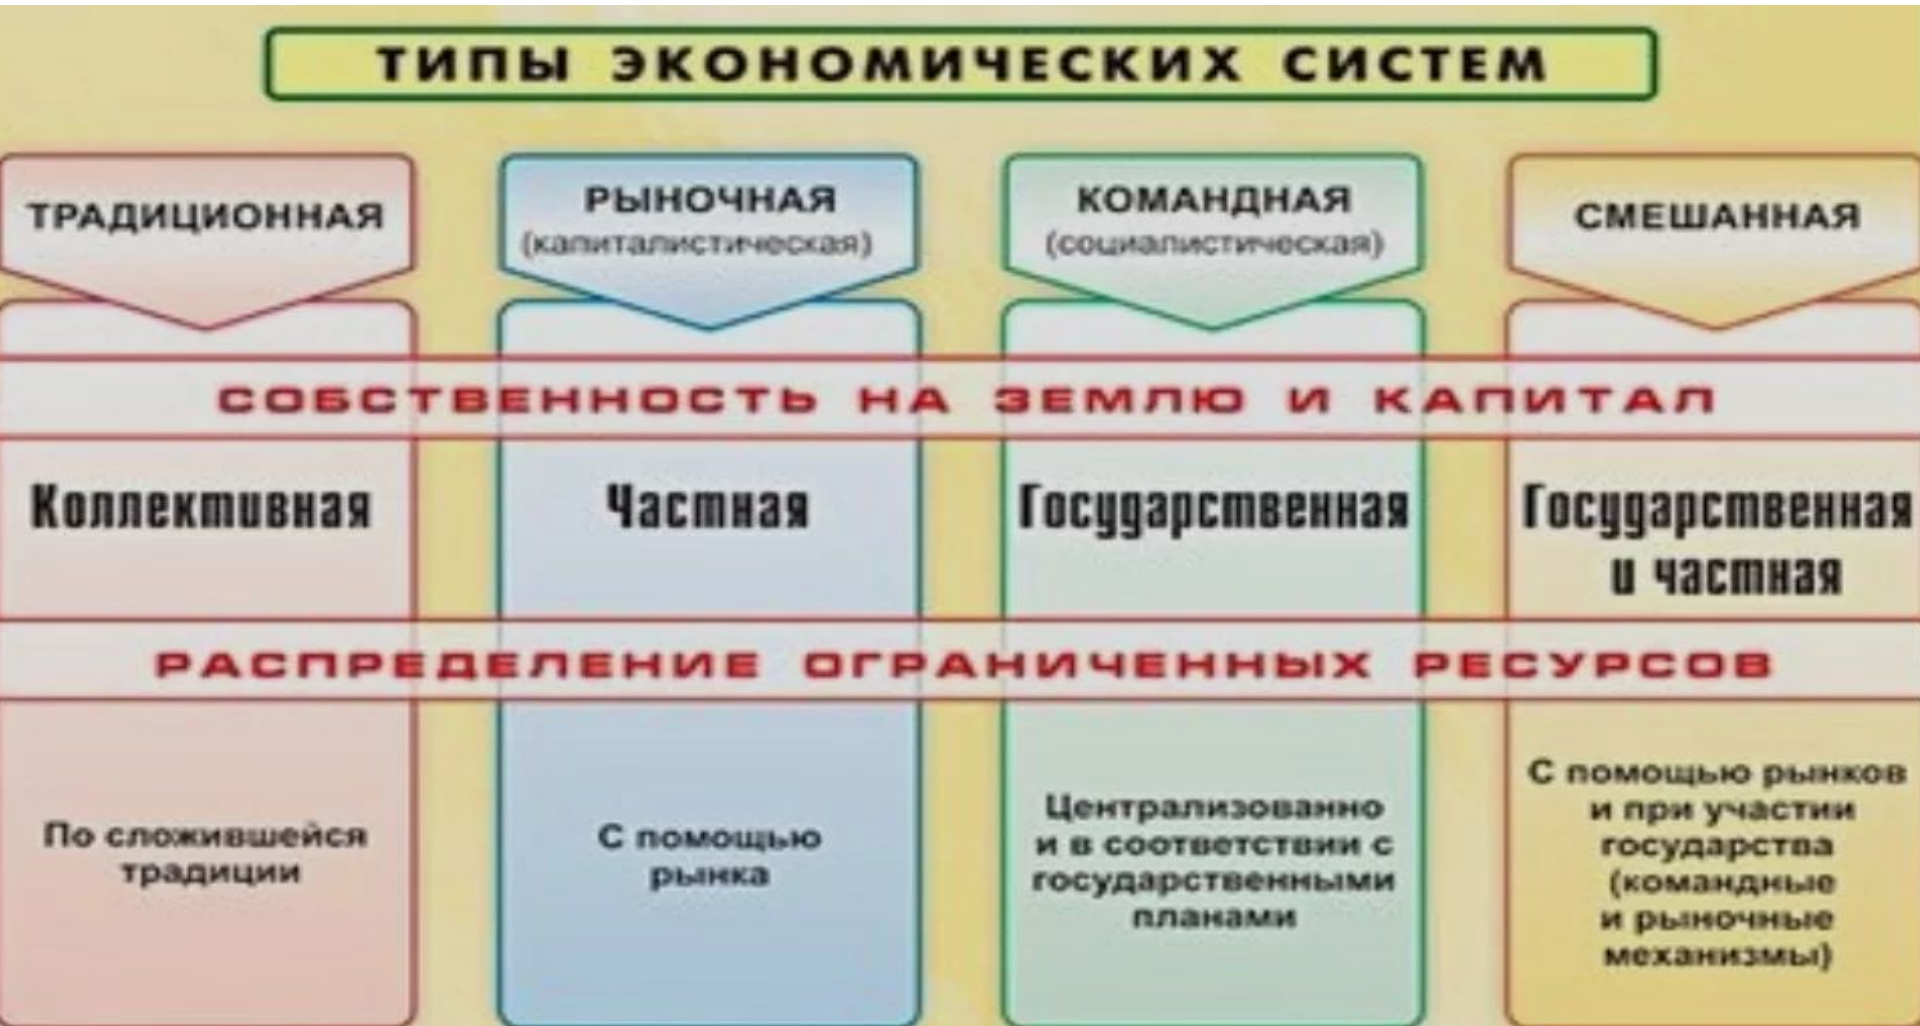 ТИПЫ ЭКОНОМИЧЕСКИХ СИСТЕМ
ТРАДИЦИОННАЯ
РЫНОЧНАЯ
(капиталистическая)
КОМАНДНАЯ
(социалистическая)
СМЕШАННАЯ
СОБСТВЕННОСТЬ НА ЗЕМЛЮ И КАПИТАЛ
Коллективная
Частная
Государственная
Государственная
и частная
РАСПРЕДЕЛЕНИЕ ОГРАНИЧЕННЫХ РЕСУРСОВ
По сложившейся
традиции
С помощью
рынка
Централизованно
и в соответствии с
государственными
планами
С помощью рынков
и при участии
государства
(командные
и рыночные
механизмы)